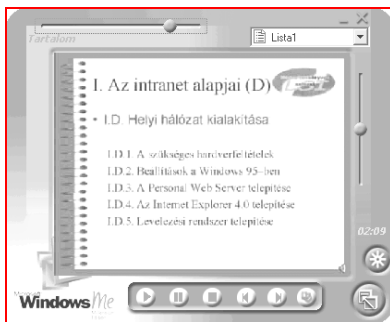 Tartalom
Lista1
I. Az intranet alapjai (D)
• I.D. Helyi hálózat kialakítása
I.D.1. A szükséges hardverfeltételek
I.D.2. Beállítások a Windows 95-ben
I.D.3. A Personal Web Server telepítése
I.D.4. Az Internet Explorer 4.0 telepítése
I.D.5. Levelezési rendszer telepítése
02:09
Microsoft
Windows Me